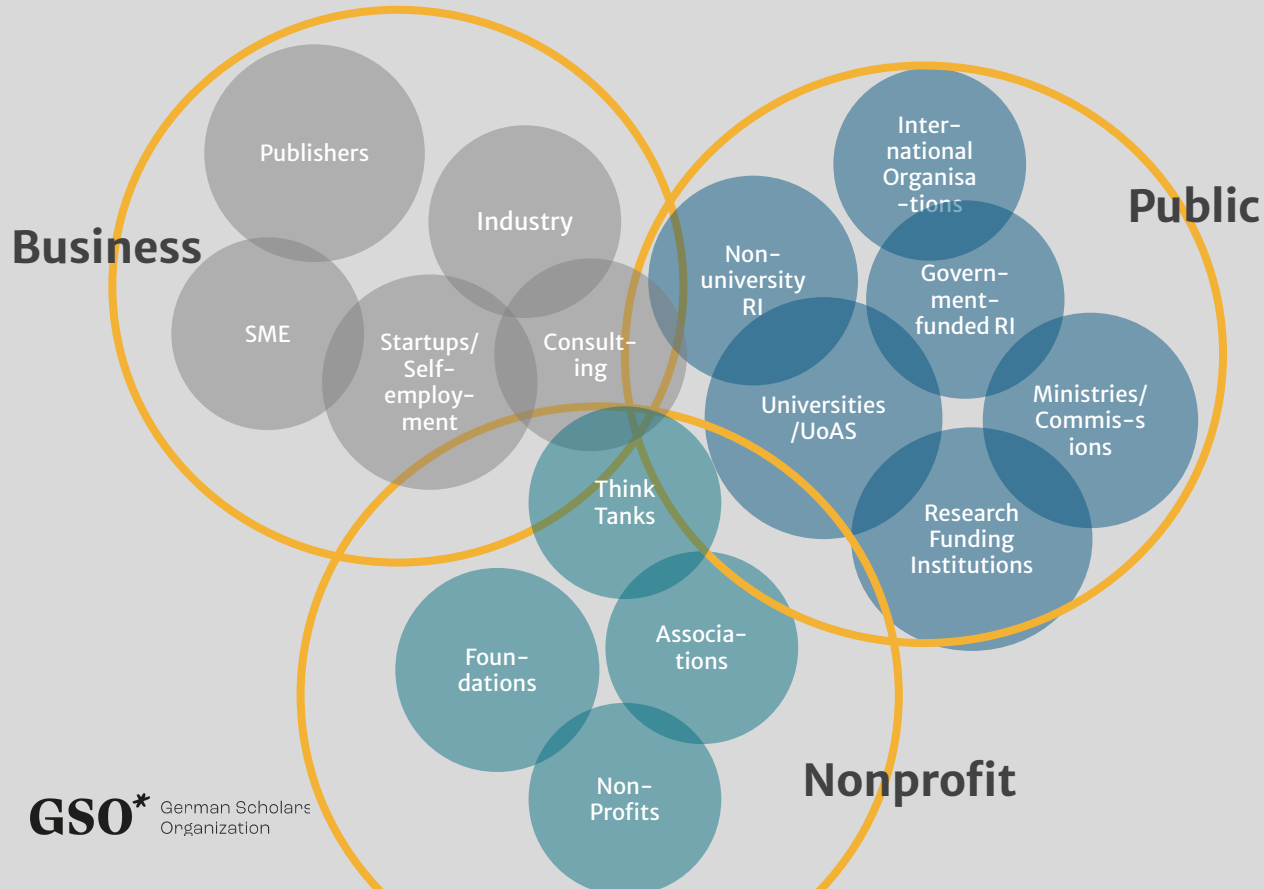 Business
Publishers
Industry
SME
Startups/
Self-
employ-
ment
Consult-
ing
Public
Inter-
national
Organisa
-tions
Non-
university
RI
Govern-
ment-
funded RI
Universities
/UoAS
Ministries/
Commis-s
ions
Research
Funding
Institutions
Think
Tanks
Associa-
tions
Foun-
dations
Non-
Profits
Nonprofit
GSO* German Scholars
Organization